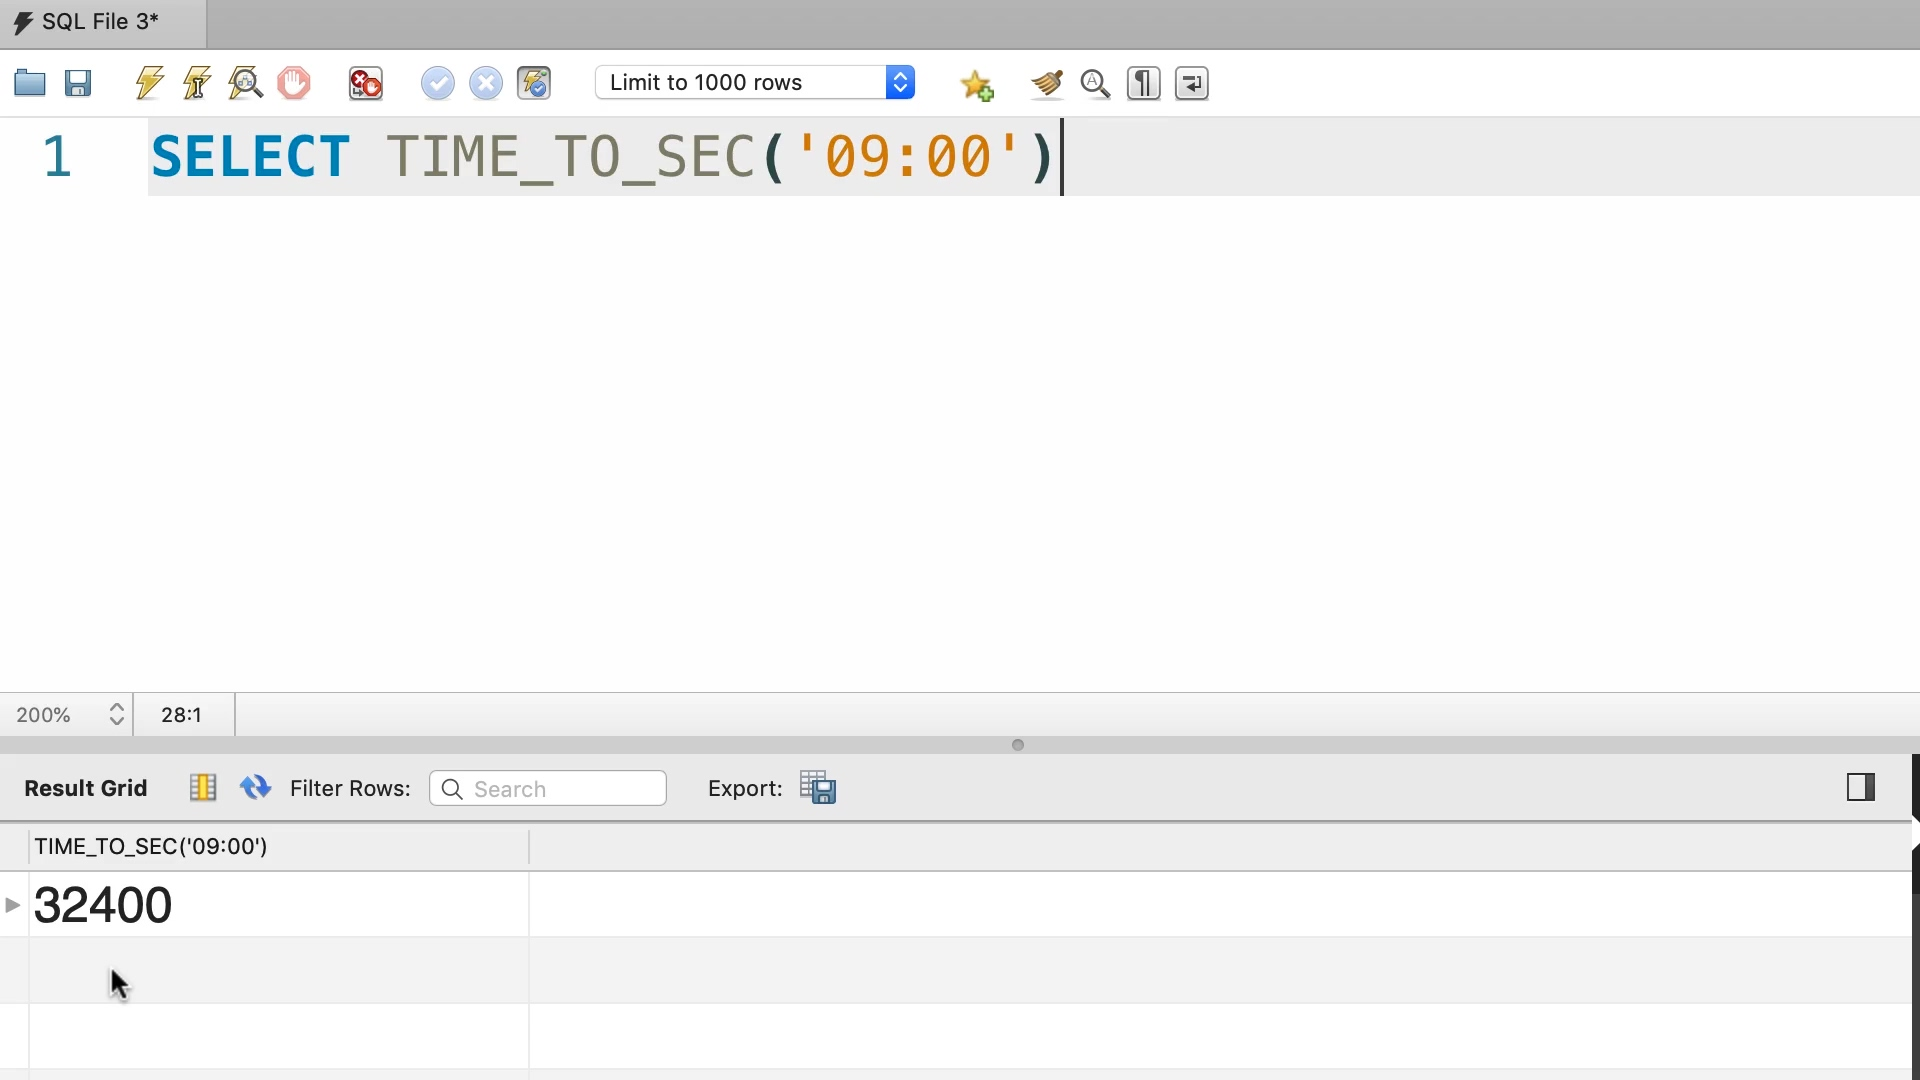 SQL File 3*
Limit to 1000 rows
1 SELECT TIME_TO_SEC('09:00')
200% 28:1
Result Grid Filter Rows: Search Export:
TIME_TO_SEC('09:00')
32400